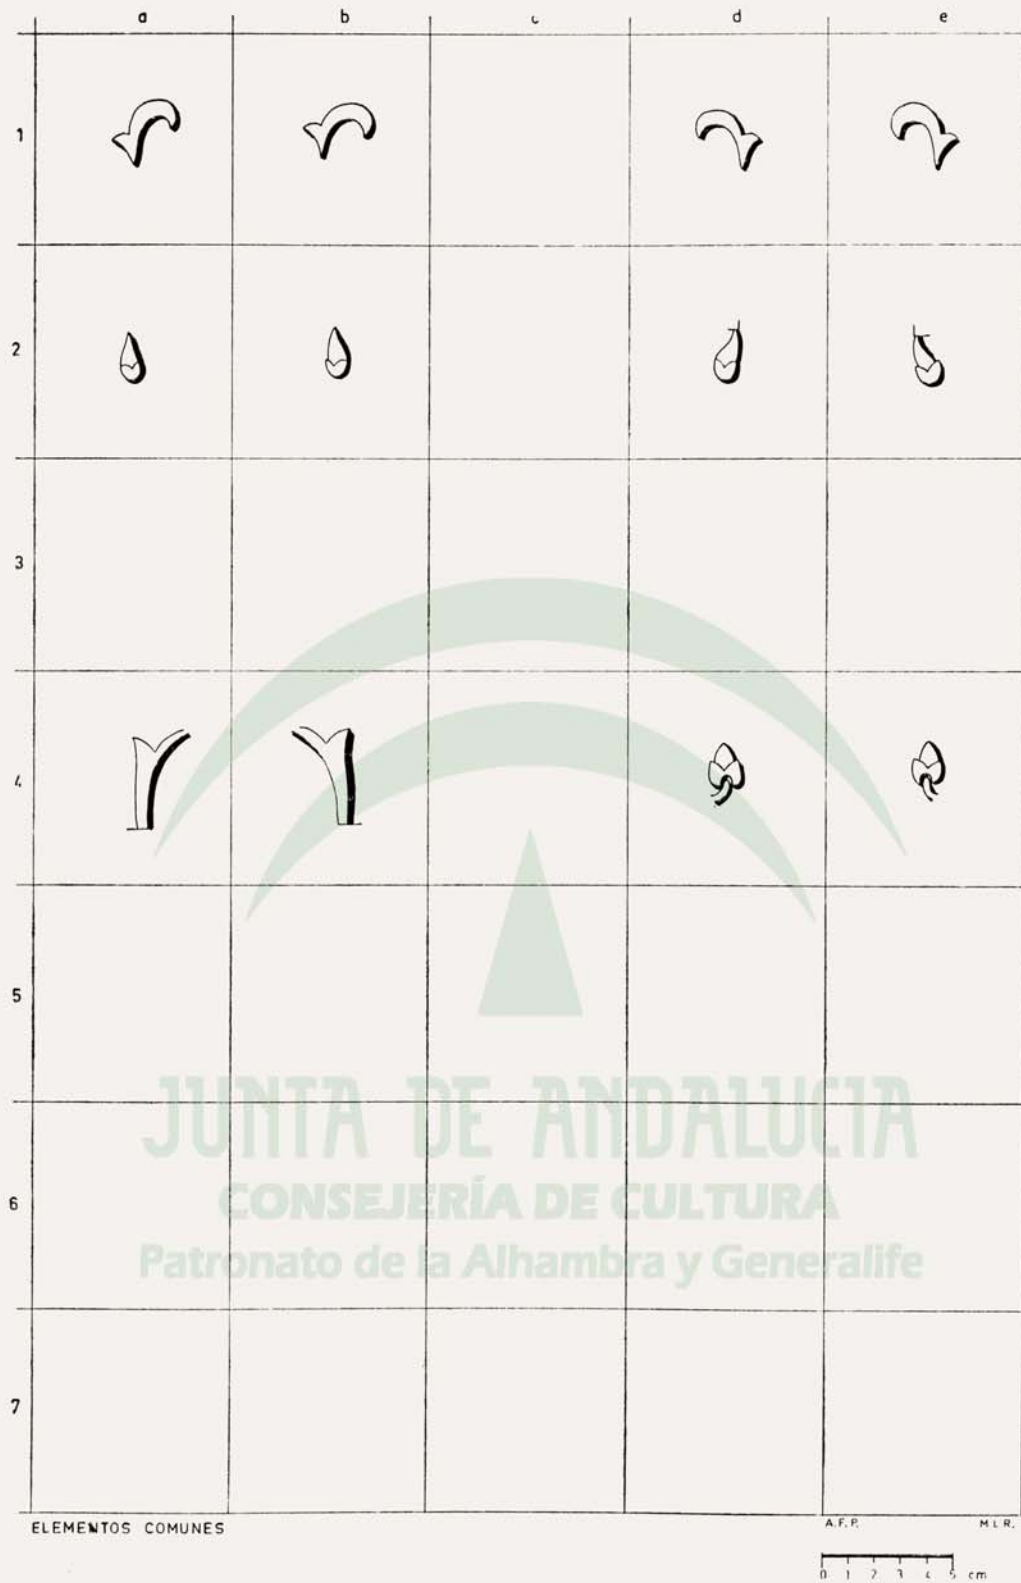 a b c d e
1
2
3
4
5
JUNTA DE ANDALUCIA
6
CONSEJERÍA DE CULTURA
Patronato de la Alhambra y Generalife
7
ELEMENTOS COMUNES A.F.P. M L R.
0 1 2 3 4 5 cm